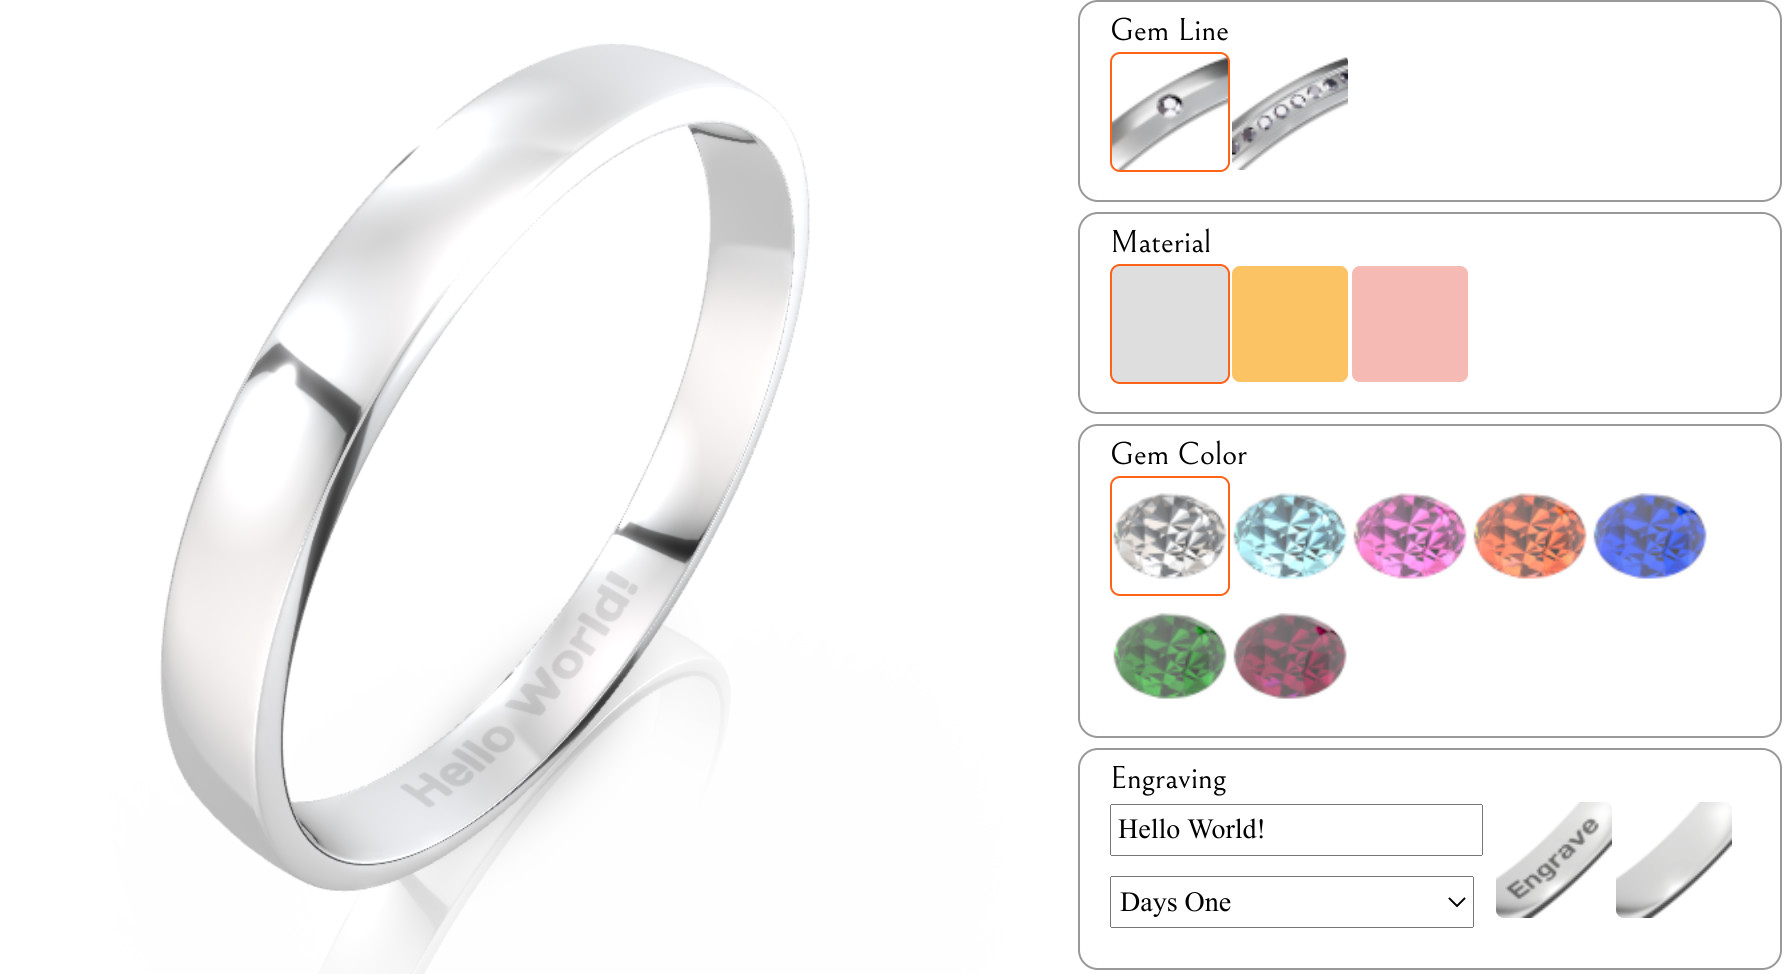 Hello World!
Gem Line
Material
Gem Color
Engraving
Hello World!
Days One
Engrave